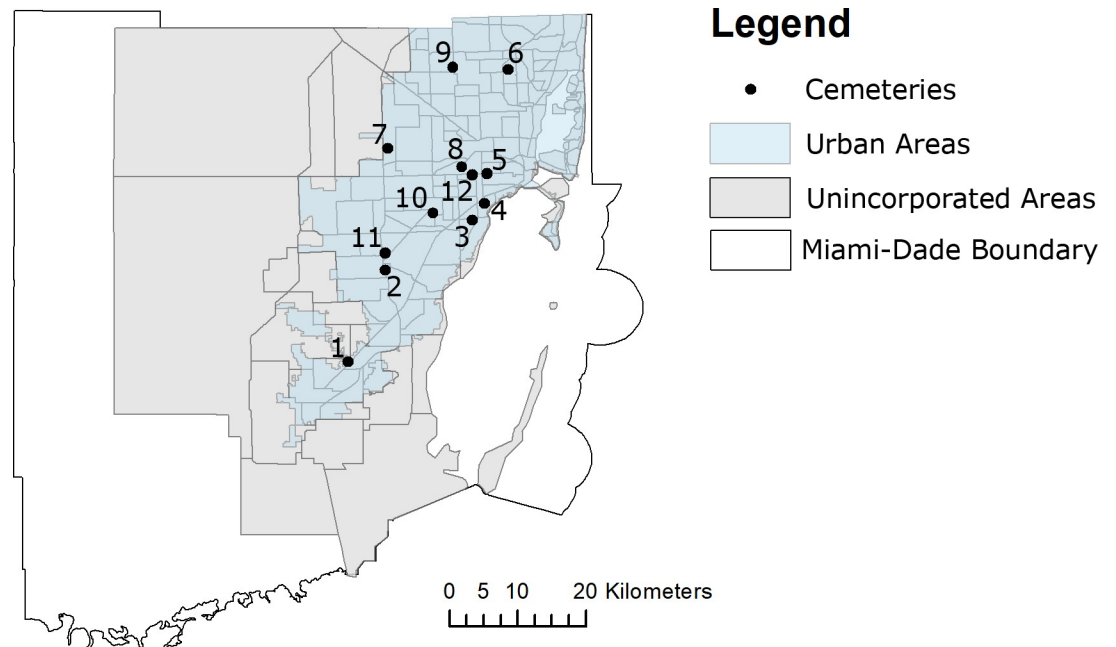 Legend
9
6
Cemeteries
7
Urban Areas
8
5
10
12
Unincorporated Areas
4
11
3
Miami-Dade Boundary
2
1
0 5 10 20 Kilometers